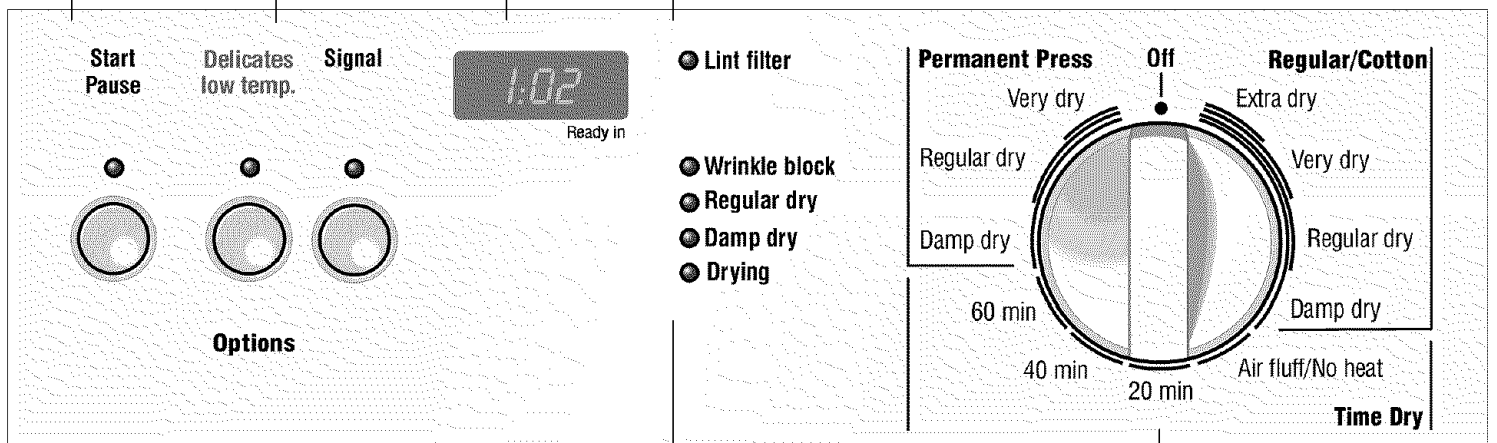 Start
Pause
Delicates
low temp.
Signal
1:02
Ready in
Options
Lint filter
Wrinkle block
Regular dry
Damp dry
Drying
Permanent Press
Off
Regular/Cotton
Very dry
Regular dry
Damp dry
Extra dry
Very dry
Regular dry
Damp dry
60 min
40 min
20 min
Air fluff/No heat
Time Dry